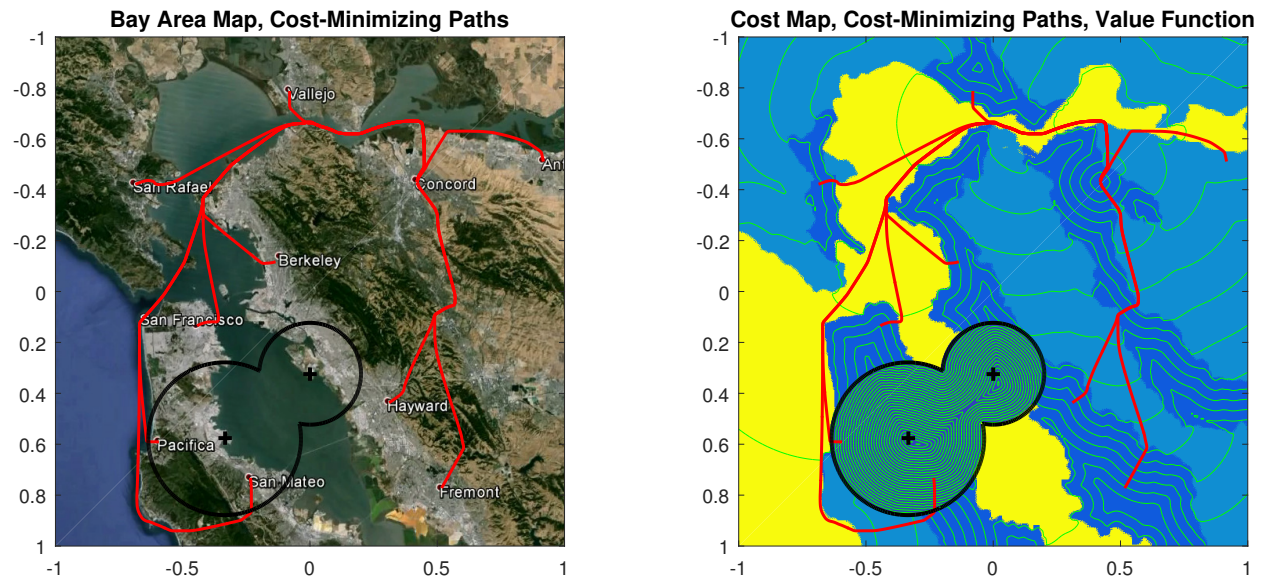 Bay Area Map, Cost-Minimizing Paths
-1
-0.8
-0.6
-0.4
-0.2
0
0.2
0.4
0.6
0.8
1
-1
-0.5
0
0.5
1
Vallejo
Ant
San Rafael
Concord
Berkeley
San Francisco
Hayward
Pacifica
San Mateo
Fremont
Cost Map, Cost-Minimizing Paths, Value Function
-1
-0.8
-0.6
-0.4
-0.2
0
0.2
0.4
0.6
0.8
1
-1
-0.5
0
0.5
1